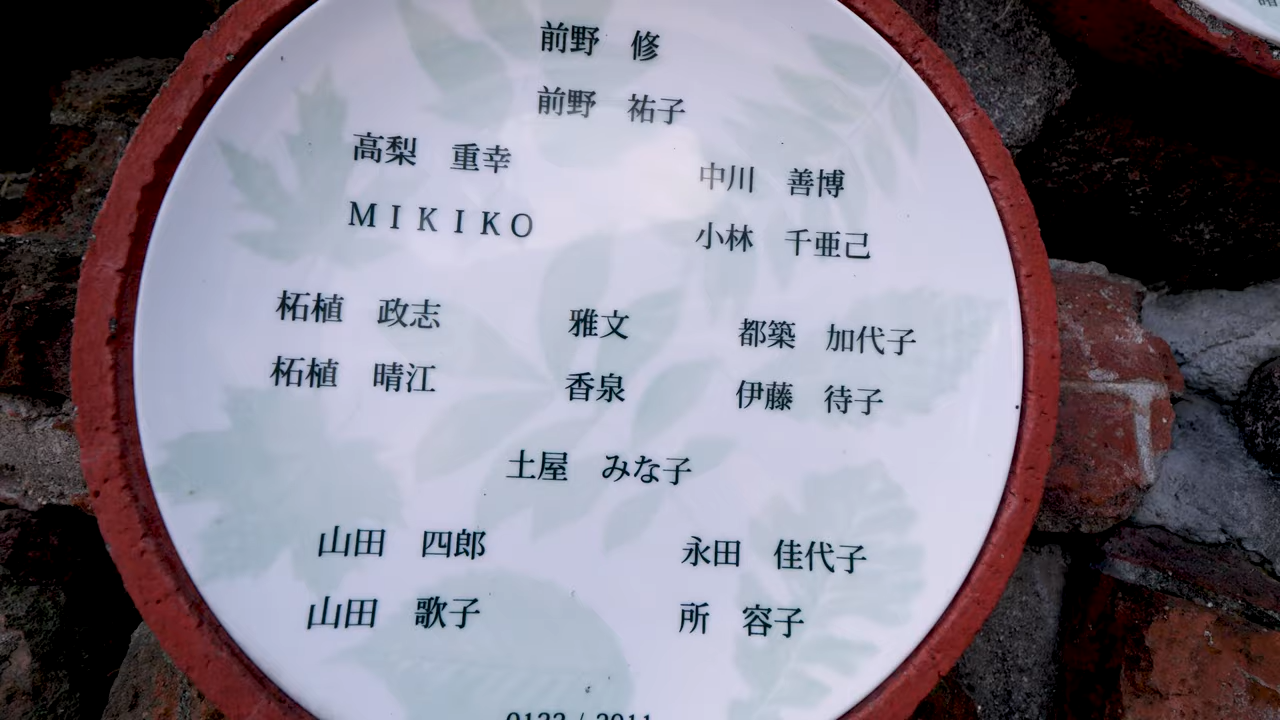 前野　修
前野　祐子
高梨　重幸
ＭＩＫＩＫＯ
中川　善博
小林　千亜己
柘植　政志
柘植　晴江
雅文
香泉
都築　加代子
伊藤　待子
土屋　みな子
山田　四郎
山田　歌子
永田　佳代子
所　容子